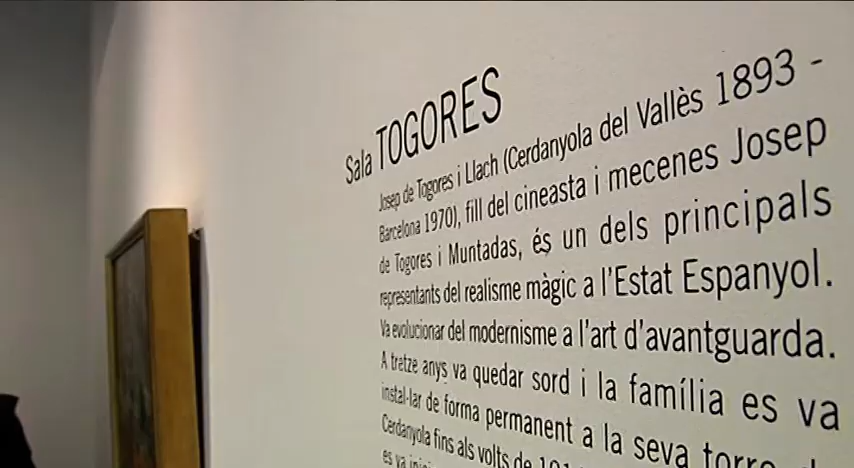 Sala TOGORES
Josep de Togores i Llach (Cerdanyola del Vallès 1893 -
Barcelona 1970), fill del cineasta i mecenes Josep
de Togores i Muntadas, és un dels principals
representants del realisme màgic a l'Estat Espanyol.
Va evolucionar del modernisme a l'art d'avantguarda.
A tretze anys va quedar sord i la família es va
instal·lar de forma permanent a la seva torre
Cerdanyola fins als volts de
es va